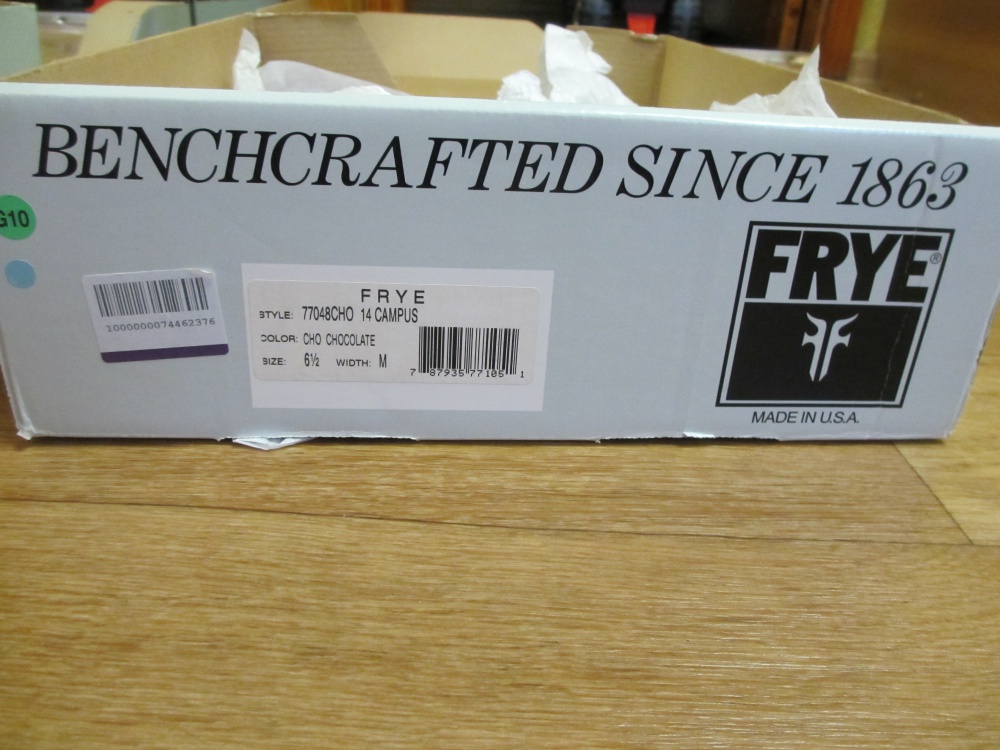 BENCHCRAFTED SINCE 1863
G10
1000000074462376
FRYE
STYLE: 77048CHO 14 CAMPUS
COLOR: CHO CHOCOLATE
SIZE: 6½ WIDTH: M
7 87935 77105 1
FRYE®
MADE IN U.S.A.